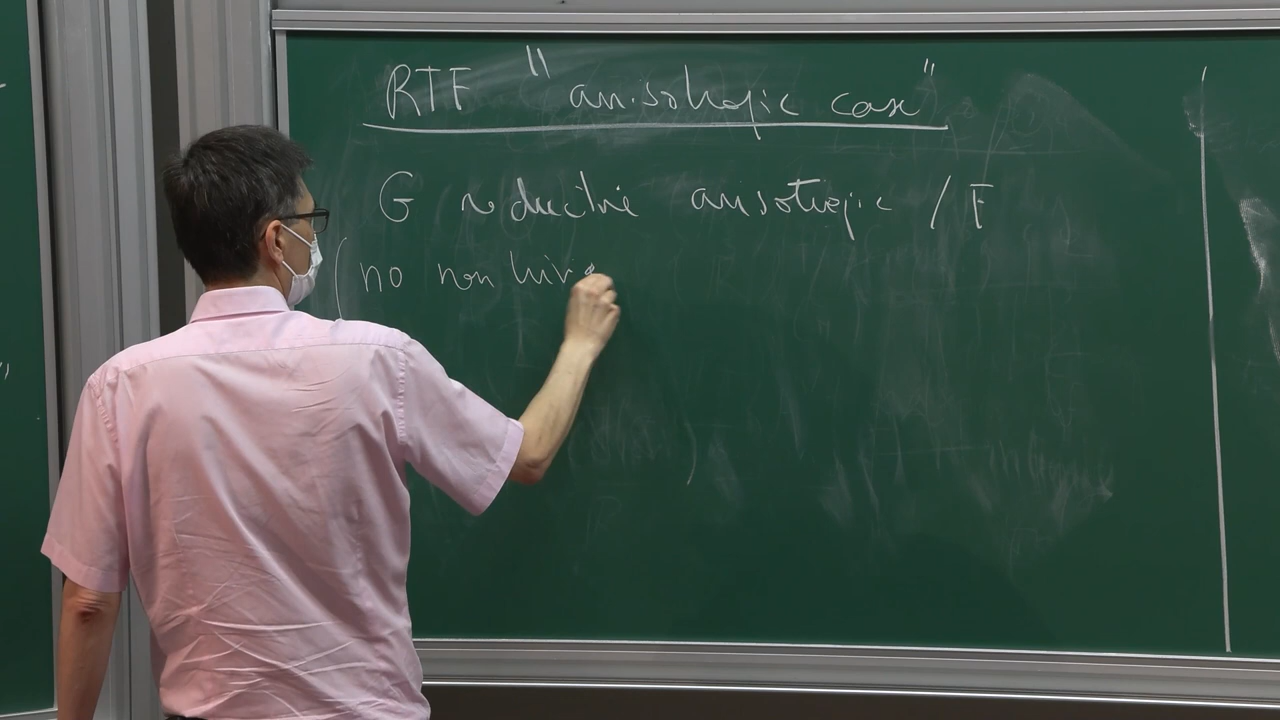 RTF "anisotropic case"
G reductive anisotropic / F
(no non triv